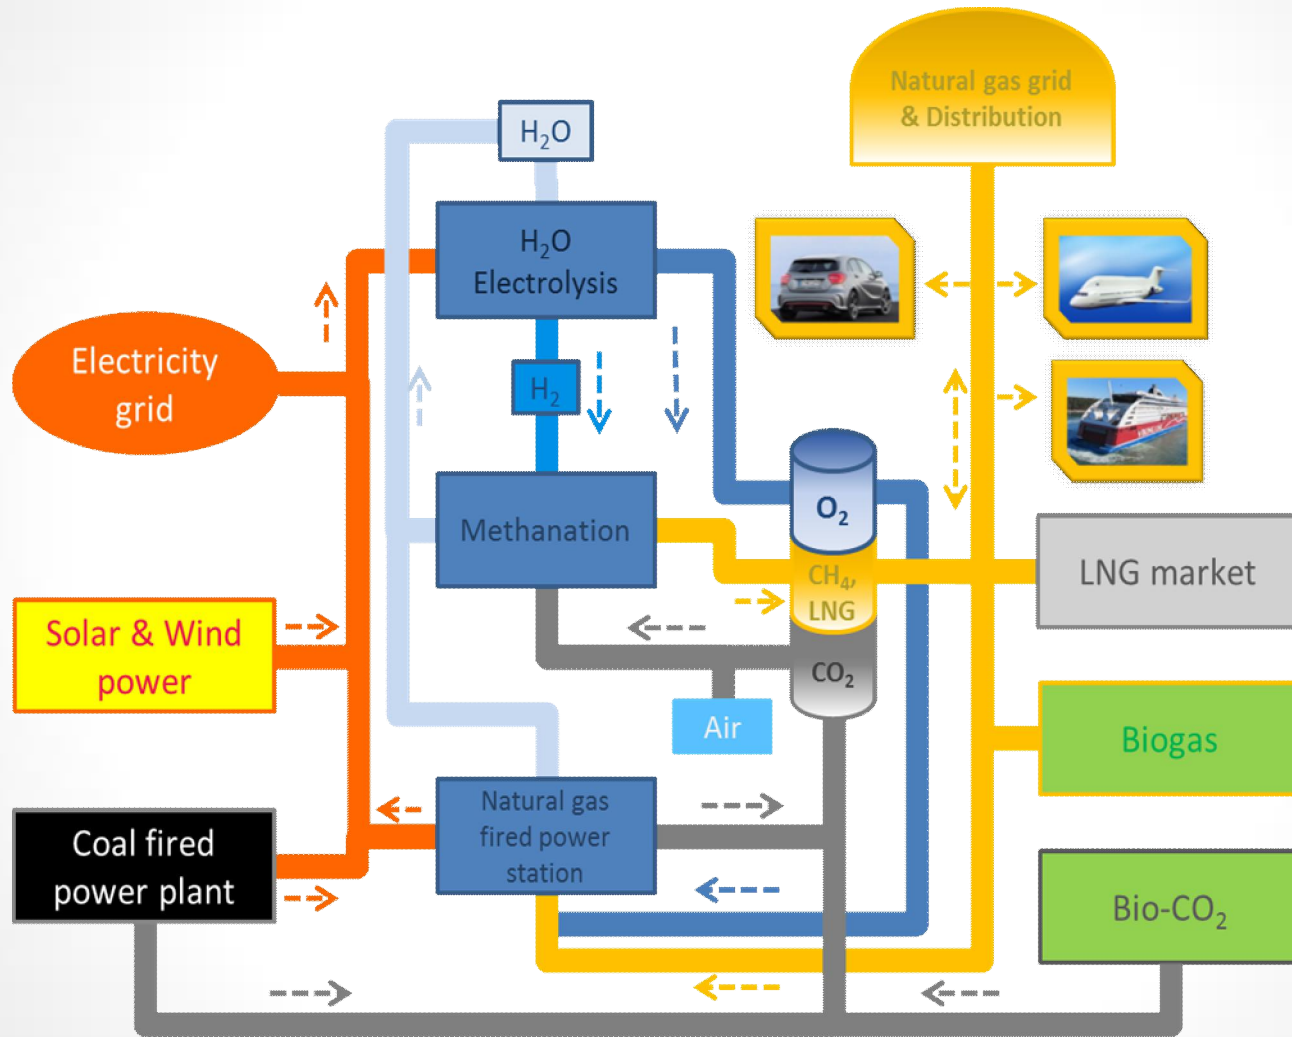 Natural gas grid
& Distribution
H₂O
H₂O
Electrolysis
Electricity
grid
H₂
O₂
Methanation
CH₄,
LNG
LNG market
Solar & Wind
power
CO₂
Air
Biogas
Natural gas
fired power
station
Coal fired
power plant
Bio-CO₂